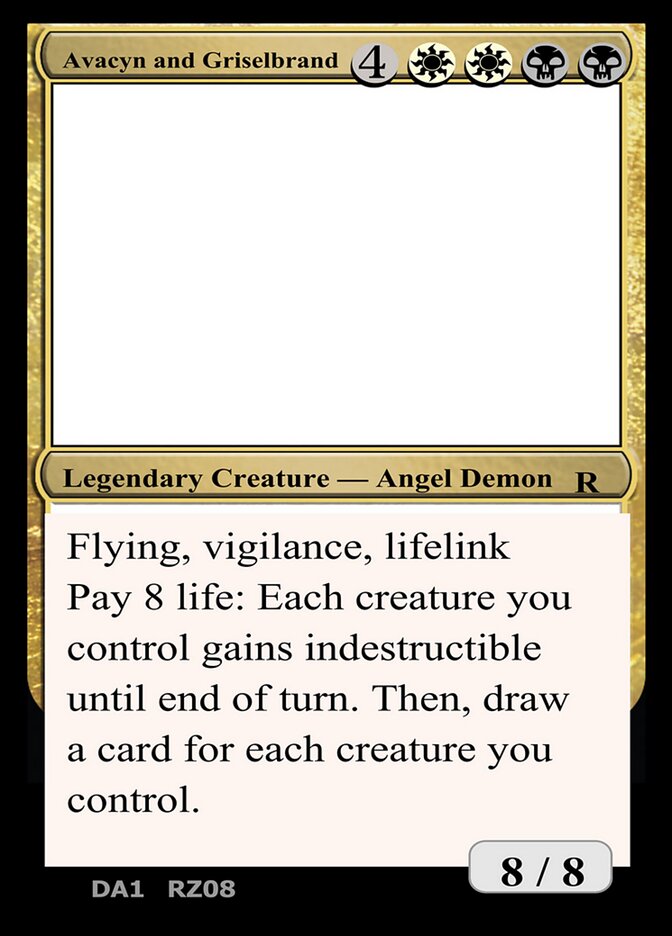 Avacyn and Griselbrand 4
Legendary Creature — Angel Demon R
Flying, vigilance, lifelink
Pay 8 life: Each creature you
control gains indestructible
until end of turn. Then, draw
a card for each creature you
control.
8 / 8
DA1 RZ08